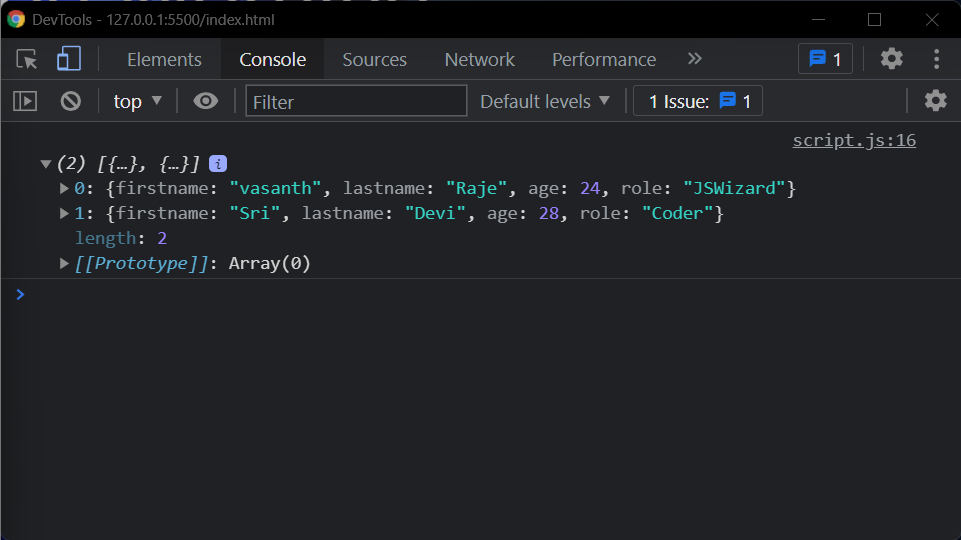 DevTools - 127.0.0.1:5500/index.html
Elements Console Sources Network Performance » 1
top ▼ Filter Default levels ▼ 1 Issue: 1
script.js:16
▼(2) [{…}, {…}] i
▶0: {firstname: "vasanth", lastname: "Raje", age: 24, role: "JSWizard"}
▶1: {firstname: "Sri", lastname: "Devi", age: 28, role: "Coder"}
length: 2
▶[[Prototype]]: Array(0)
>